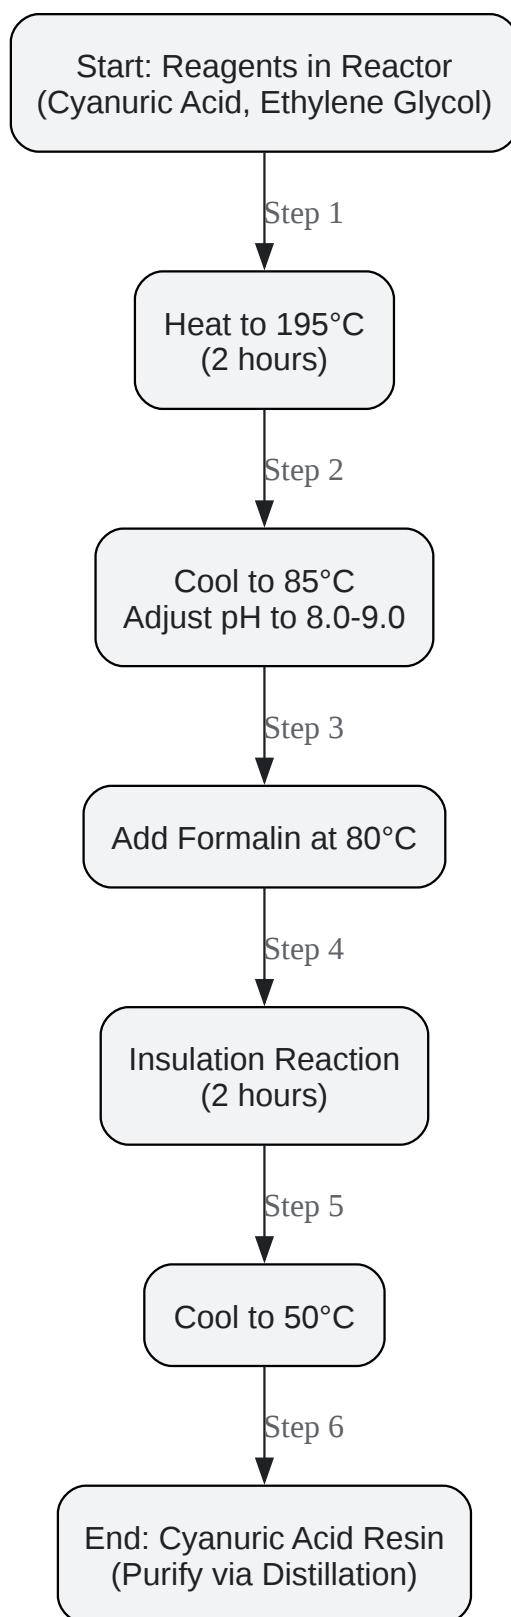 Start: Reagents in Reactor
(Cyanuric Acid, Ethylene Glycol)
Step 1
Heat to 195°C
(2 hours)
Step 2
Cool to 85°C
Adjust pH to 8.0-9.0
Step 3
Add Formalin at 80°C
Step 4
Insulation Reaction
(2 hours)
Step 5
Cool to 50°C
Step 6
End: Cyanuric Acid Resin
(Purify via Distillation)